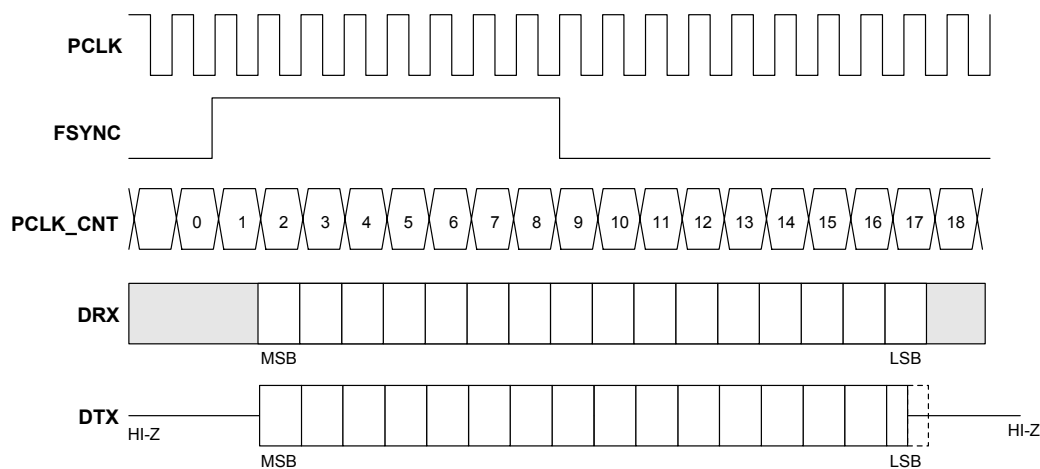 PCLK
FSYNC
PCLK_CNT 0 1 2 3 4 5 6 7 8 9 10 11 12 13 14 15 16 17 18
DRX
MSB LSB
DTX
HI-Z HI-Z
MSB LSB